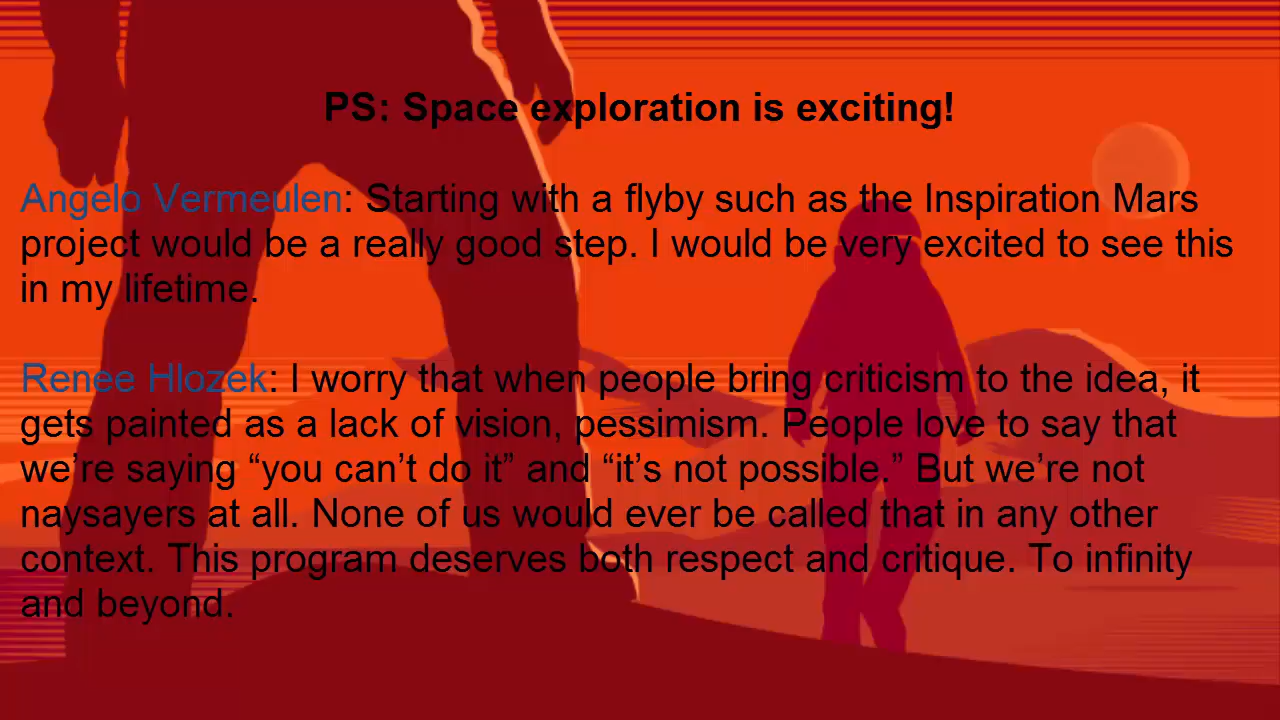 PS: Space exploration is exciting!
Angelo Vermeulen: Starting with a flyby such as the Inspiration Mars
project would be a really good step. I would be very excited to see this
in my lifetime.
Renee Hlozek: I worry that when people bring criticism to the idea, it
gets painted as a lack of vision, pessimism. People love to say that
we’re saying “you can’t do it” and “it’s not possible.” But we’re not
naysayers at all. None of us would ever be called that in any other
context. This program deserves both respect and critique. To infinity
and beyond.